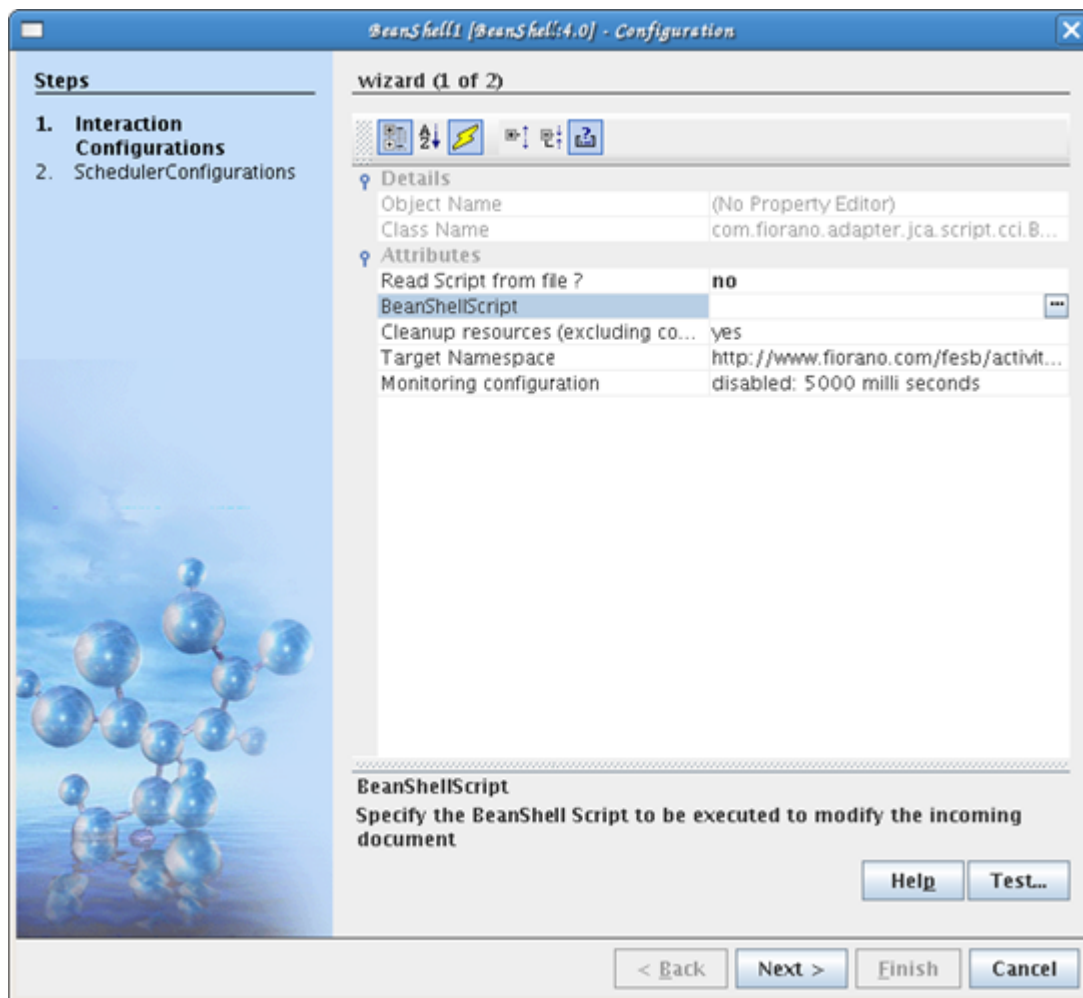 BeanShell1 [BeanShell:4.0] - Configuration
Steps
1. Interaction
Configurations
2. SchedulerConfigurations
wizard (1 of 2)
Details
Object Name (No Property Editor)
Class Name com.fiorano.adapter.jca.script.cci.B...
Attributes
Read Script from file ? no
BeanShellScript ...
Cleanup resources (excluding co... yes
Target Namespace http://www.fiorano.com/fesb/activit...
Monitoring configuration disabled: 5000 milli seconds
BeanShellScript
Specify the BeanShell Script to be executed to modify the incoming
document
Help Test...
< Back Next > Finish Cancel